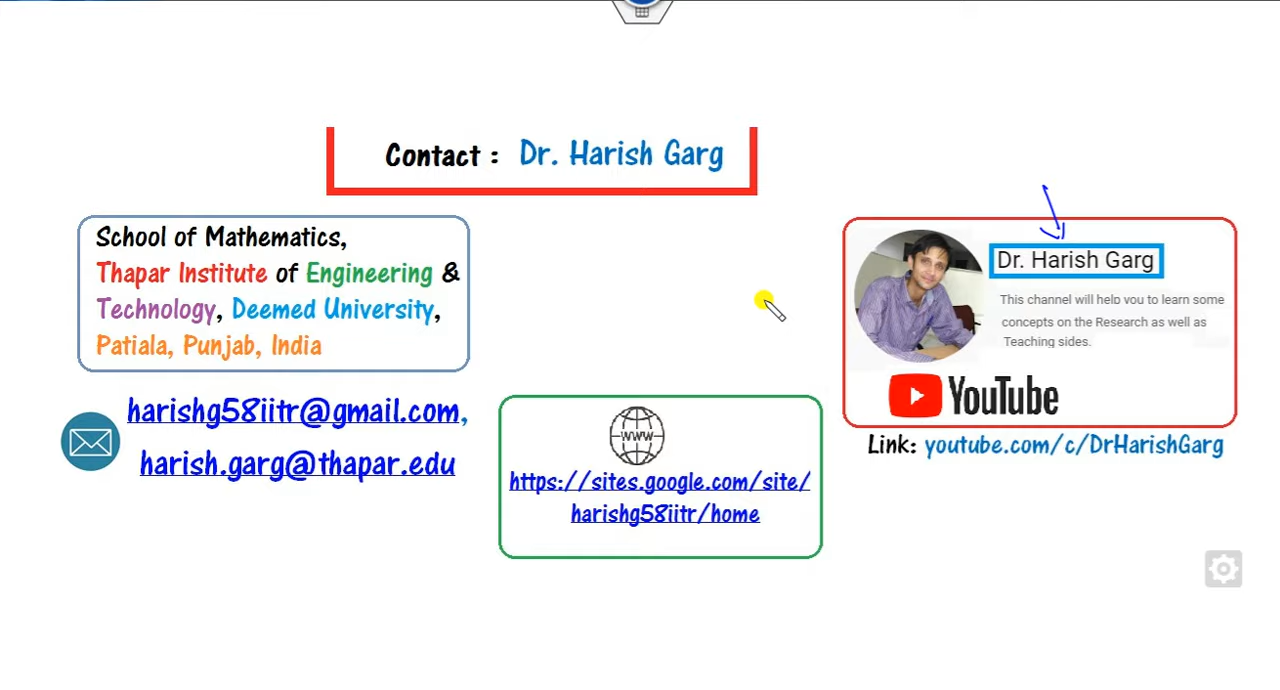 Contact : Dr. Harish Garg
School of Mathematics,
Thapar Institute of Engineering &
Technology, Deemed University,
Patiala, Punjab, India
harishg58iitr@gmail.com,
harish.garg@thapar.edu
WWW
https://sites.google.com/site/
harishg58iitr/home
Dr. Harish Garg
This channel will help you to learn some
concepts on the Research as well as
Teaching sides.
YouTube
Link: youtube.com/c/DrHarishGarg